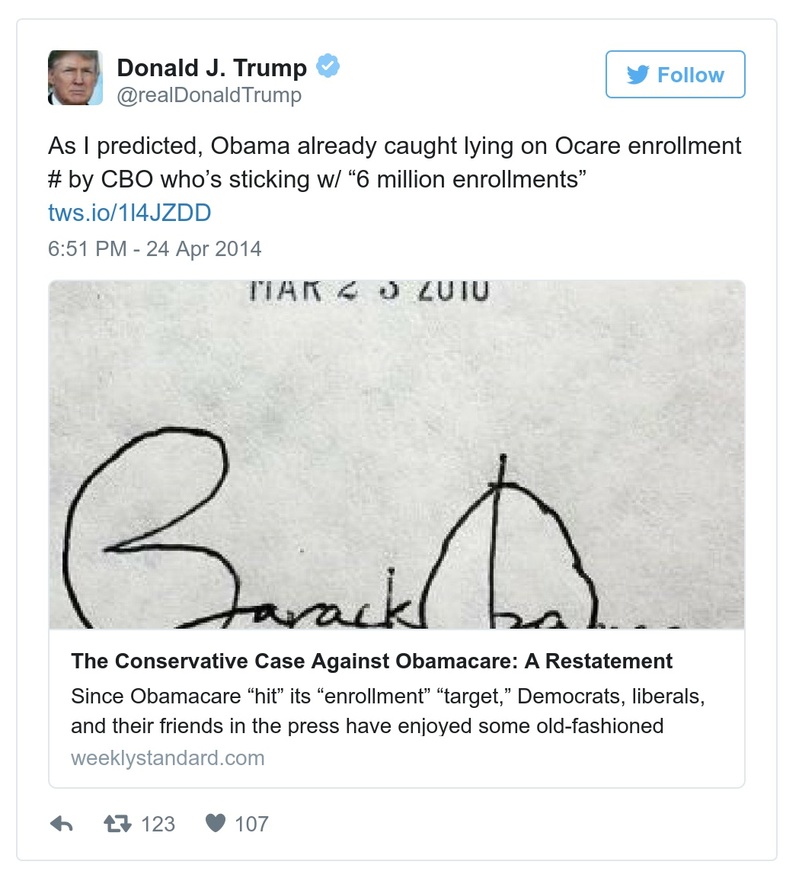 Donald J. Trump
@realDonaldTrump
Follow
As I predicted, Obama already caught lying on Ocare enrollment
# by CBO who’s sticking w/ “6 million enrollments”
tws.io/1l4JZDD
6:51 PM - 24 Apr 2014
MAR 23 2010
Barack Obama
The Conservative Case Against Obamacare: A Restatement
Since Obamacare “hit” its “enrollment” “target,” Democrats, liberals,
and their friends in the press have enjoyed some old-fashioned
weeklystandard.com
123
107